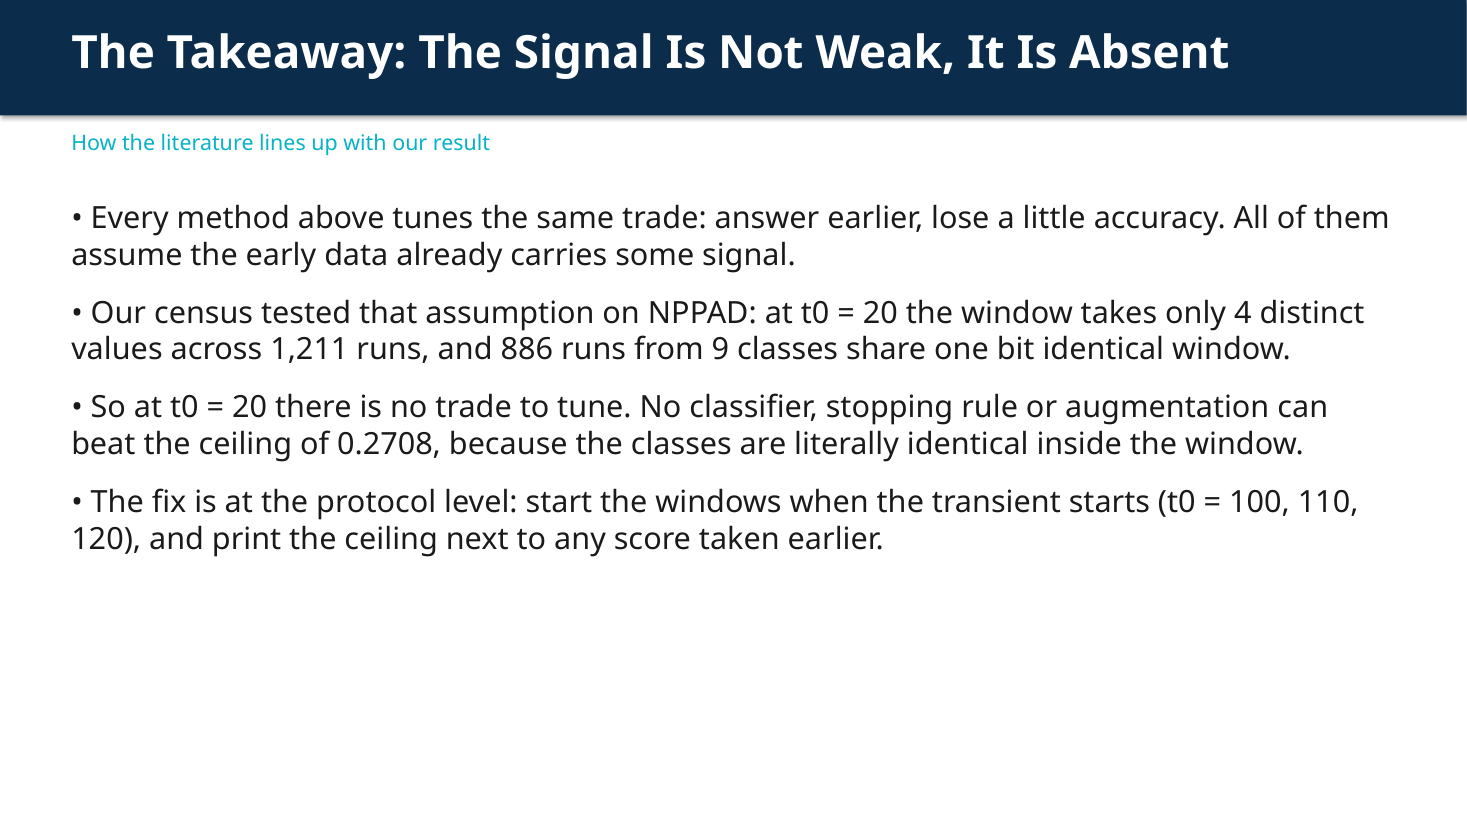 The Takeaway: The Signal Is Not Weak, It Is Absent
How the literature lines up with our result
• Every method above tunes the same trade: answer earlier, lose a little accuracy. All of them
assume the early data already carries some signal.
• Our census tested that assumption on NPPAD: at t0 = 20 the window takes only 4 distinct
values across 1,211 runs, and 886 runs from 9 classes share one bit identical window.
• So at t0 = 20 there is no trade to tune. No classifier, stopping rule or augmentation can
beat the ceiling of 0.2708, because the classes are literally identical inside the window.
• The fix is at the protocol level: start the windows when the transient starts (t0 = 100, 110,
120), and print the ceiling next to any score taken earlier.